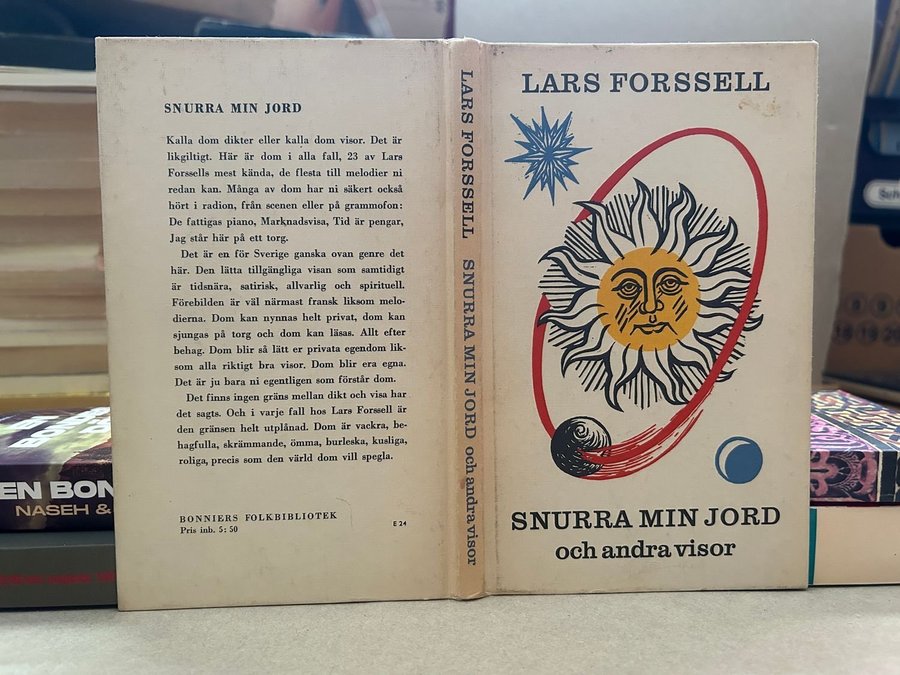 SNURRA MIN JORD
Kalla dom dikter eller kalla dom visor. Det är
likgiltigt. Här är dom i alla fall, 23 av Lars
Forssells mest kända, de flesta till melodier ni
redan kan. Många av dom har ni säkert också
hört i radion, från scenen eller på grammofon:
De fattigas piano, Marknadsvisa, Tid är pengar,
Jag står här på ett torg.
Det är en för Sverige ganska ovan genre det
här. Den lätta tillgängliga visan som samtidigt
är tidsnära, satirisk, allvarlig och spirituell.
Förebilden är väl närmast fransk liksom melo-
dierna. Dom kan nynnas helt privat, dom kan
sjungas på torg och dom kan läsas. Allt efter
behag. Dom blir så lätt er privata egendom lik-
som alla riktigt bra visor. Dom blir era egna.
Det är ju bara ni egentligen som förstår dom.
Det finns ingen gräns mellan dikt och visa har
det sagts. Och i varje fall hos Lars Forssell är
den gränsen helt utplånad. Dom är vackra, be-
hagfulla, skrämmande, ömma, burleska, kusliga,
roliga, precis som den värld dom vill spegla.
BONNIERS FOLKBIBLIOTEK
Pris inb. 5:50
E 24
LARS FORSSELL SNURRA MIN JORD och andra visor
LARS FORSSELL
SNURRA MIN JORD
och andra visor
EN BON
NASEH &